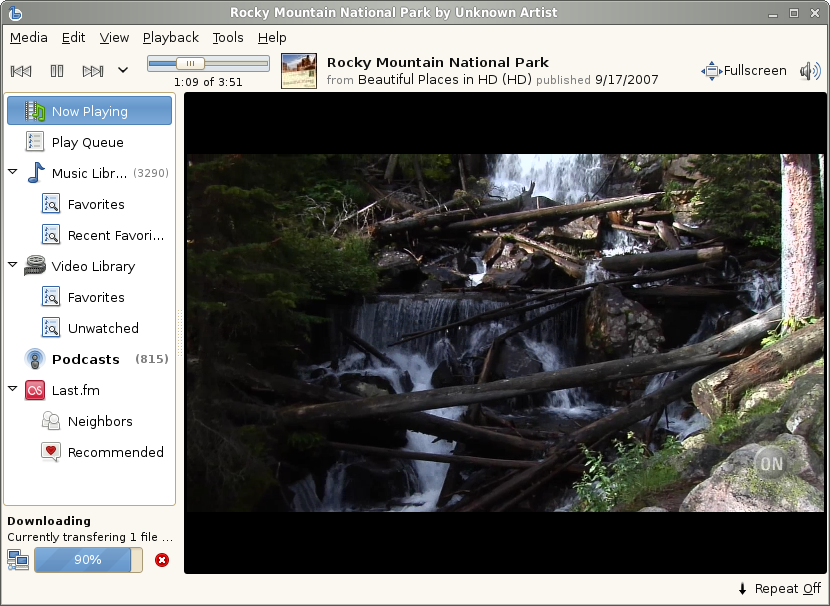 Rocky Mountain National Park by Unknown Artist
Media Edit View Playback Tools Help
1:09 of 3:51
Rocky Mountain National Park
from Beautiful Places in HD (HD) published 9/17/2007
Fullscreen
Now Playing
Play Queue
Music Libr... (3290)
Favorites
Recent Favori...
Video Library
Favorites
Unwatched
Podcasts (815)
Last.fm
Neighbors
Recommended
ON
Downloading
Currently transfering 1 file ...
90%
Repeat Off